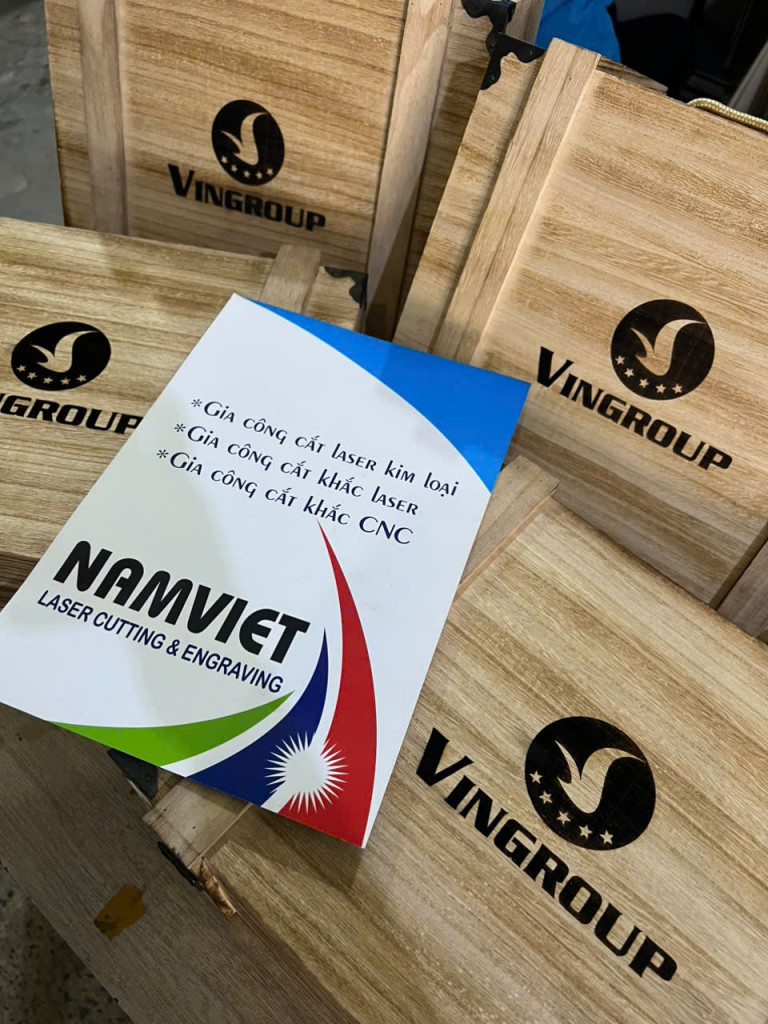 VINGROUP
VINGROUP
NGROUP
*Gia công cắt laser kim loại
*Gia công cắt khắc laser
*Gia công cắt khắc CNC
NAMVIET
LASER CUTTING & ENGRAVING
VINGROUP